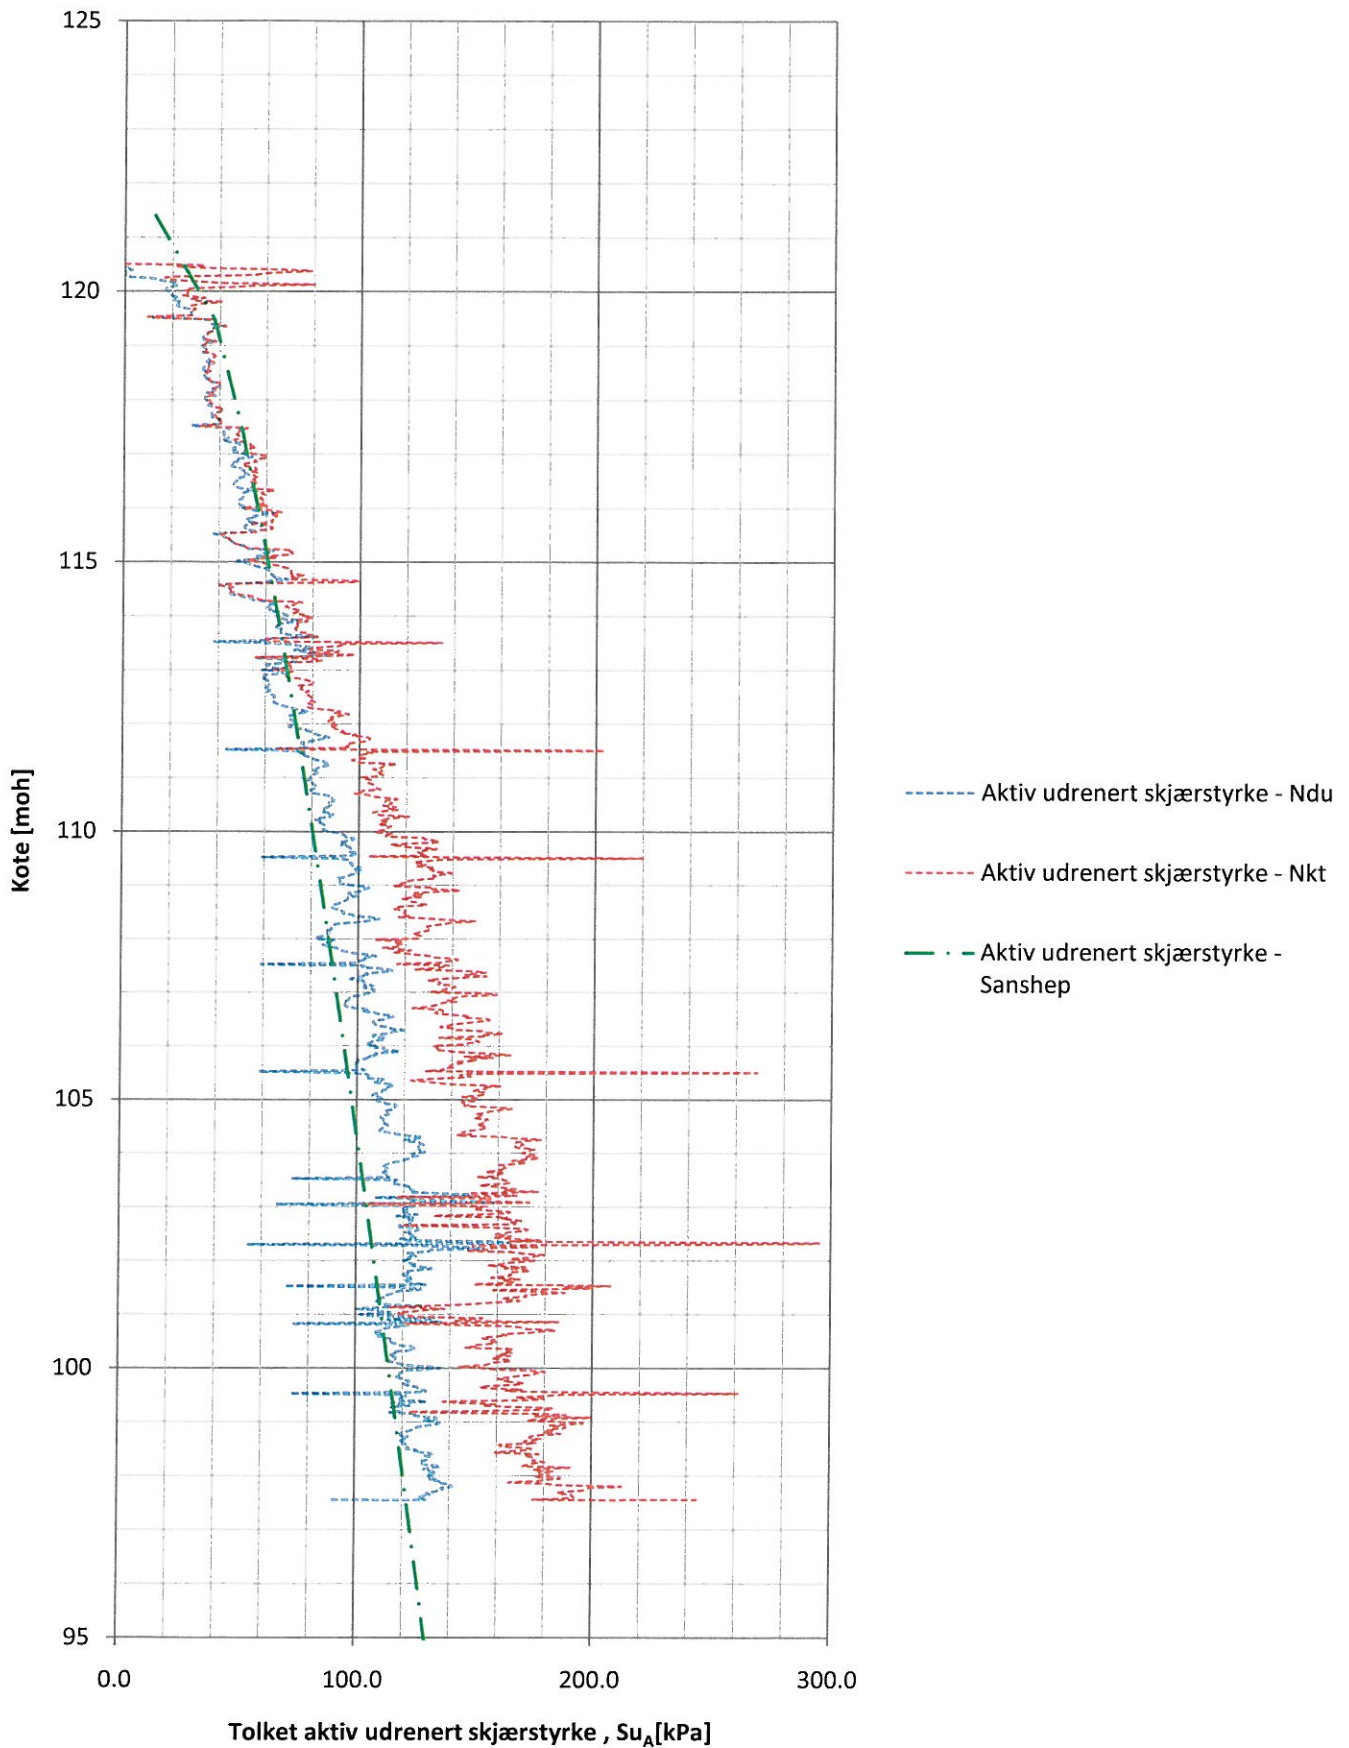 125
120
115
110
105
100
95
Kote [moh]
0.0
100.0
200.0
300.0
Tolket aktiv udrenert skjærstyrke , SuA[kPa]
Aktiv udrenert skjærstyrke - Ndu
Aktiv udrenert skjærstyrke - Nkt
Aktiv udrenert skjærstyrke -
Sanshep